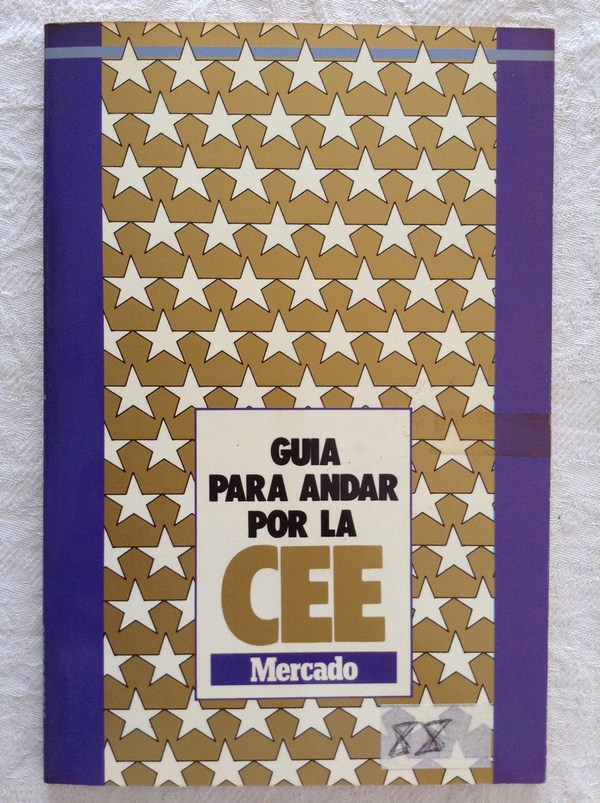 GUIA
PARA ANDAR
POR LA
CEE
Mercado
88